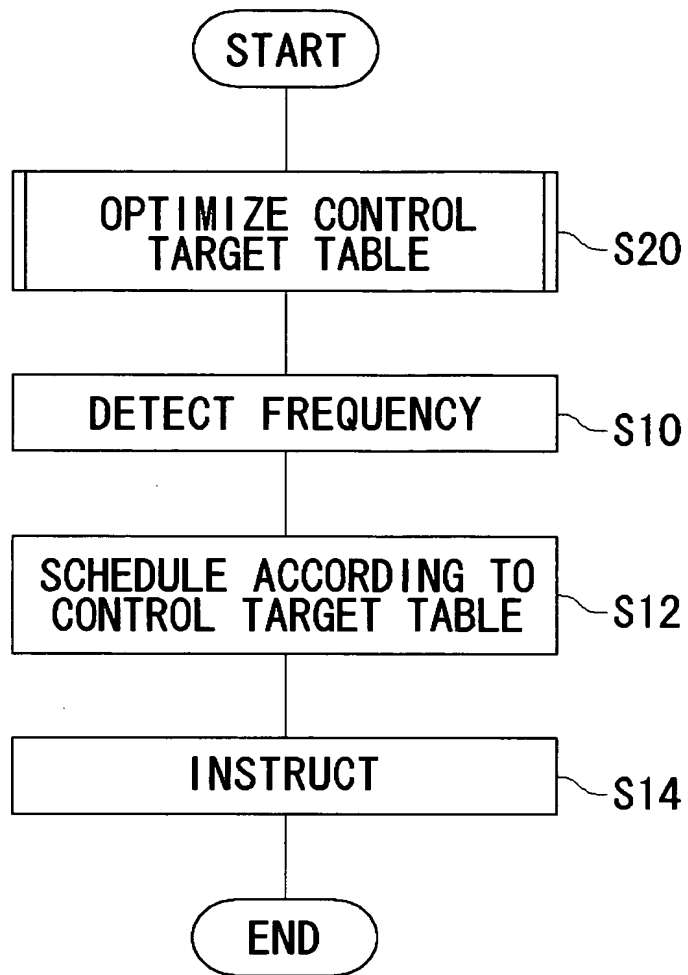 START
OPTIMIZE CONTROL
TARGET TABLE
S20
DETECT FREQUENCY
S10
SCHEDULE ACCORDING TO
CONTROL TARGET TABLE
S12
INSTRUCT
S14
END